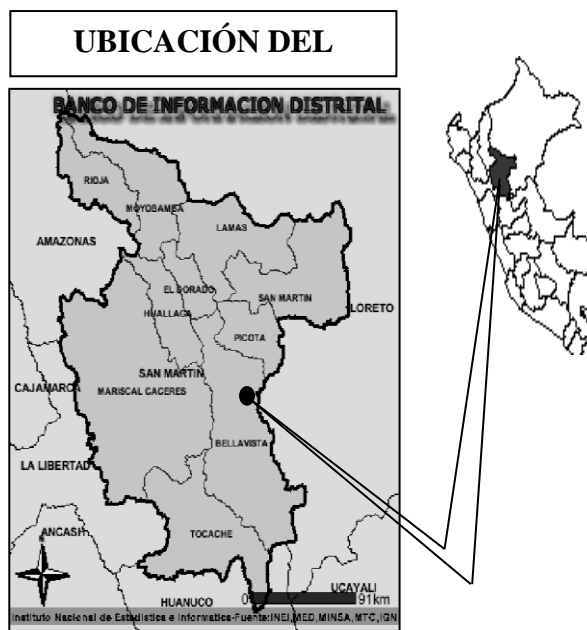 UBICACIÓN DEL
BANCO DE INFORMACION DISTRITAL
RIOJA
MOYOBAMBA
LAMAS
AMAZONAS
EL DORADO
SAN MARTIN
LORETO
HUALLAGA
PICOTA
SAN MARTIN
CAJAMARCA
MARISCAL CACERES
BELLAVISTA
LA LIBERTAD
ANCASH
TOCACHE
UCAYALI
0 91km
HUANUCO
Instituto Nacional de Estadistica e Informatica-Fuente:INEI,MED,MINSA,MTC,IGN